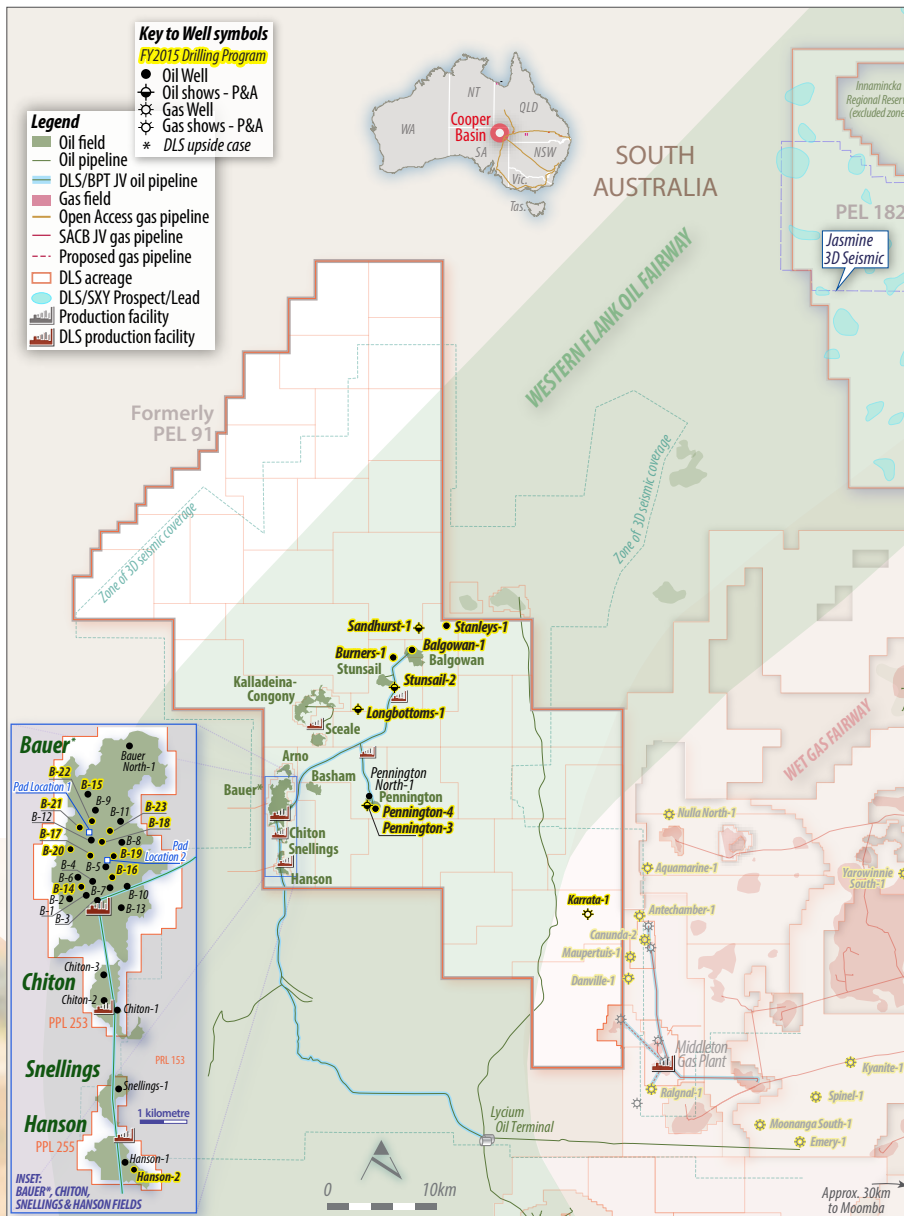 Key to Well symbols
FY2015 Drilling Program
Oil Well
Oil shows - P&A
Gas Well
Gas shows - P&A
* DLS upside case
Legend
Oil field
Oil pipeline
DLS/BPT JV oil pipeline
Gas field
Open Access gas pipeline
SACB JV gas pipeline
Proposed gas pipeline
DLS acreage
DLS/SXY Prospect/Lead
Production facility
DLS production facility
NT
QLD
WA
Cooper
Basin
SA
NSW
Vic.
Tas.
SOUTH
AUSTRALIA
Innamincka
Regional Reserve
(excluded zone)
PEL 182
Jasmine
3D Seismic
WESTERN FLANK OIL FAIRWAY
Formerly
PEL 91
Zone of 3D seismic coverage
Zone of 3D seismic coverage
Sandhurst-1
Stanleys-1
Burners-1
Balgowan-1
Balgowan
Stunsail
Stunsail-2
Kalladeina-
Congony
Longbottoms-1
Sceale
Arno
Basham
Bauer*
Pennington
North-1
Pennington
Pennington-4
Pennington-3
Chiton
Snellings
Hanson
WET GAS FAIRWAY
Nulla North-1
Aquamarine-1
Yarowinnie
South-1
Karrata-1
Antechamber-1
Canunda-2
Maupertuis-1
Danville-1
Middleton
Gas Plant
Raignal-1
Kyanite-1
Spinel-1
Moonanga South-1
Emery-1
Lycium
Oil Terminal
0 10km
Approx. 30km
to Moomba
Bauer*
Bauer
North-1
B-22
Pad Location 1
B-15
B-9
B-21
B-11
B-23
B-12
B-18
B-17
B-8
B-20
B-19
Pad
Location 2
B-4
B-5
B-6
B-16
B-14
B-7
B-10
B-2
B-1
B-13
B-3
Chiton-3
Chiton
Chiton-2
Chiton-1
PPL 253
PRL 153
Snellings
Snellings-1
1 kilometre
Hanson
PPL 255
Hanson-1
Hanson-2
INSET:
BAUER*, CHITON,
SNELLINGS & HANSON FIELDS